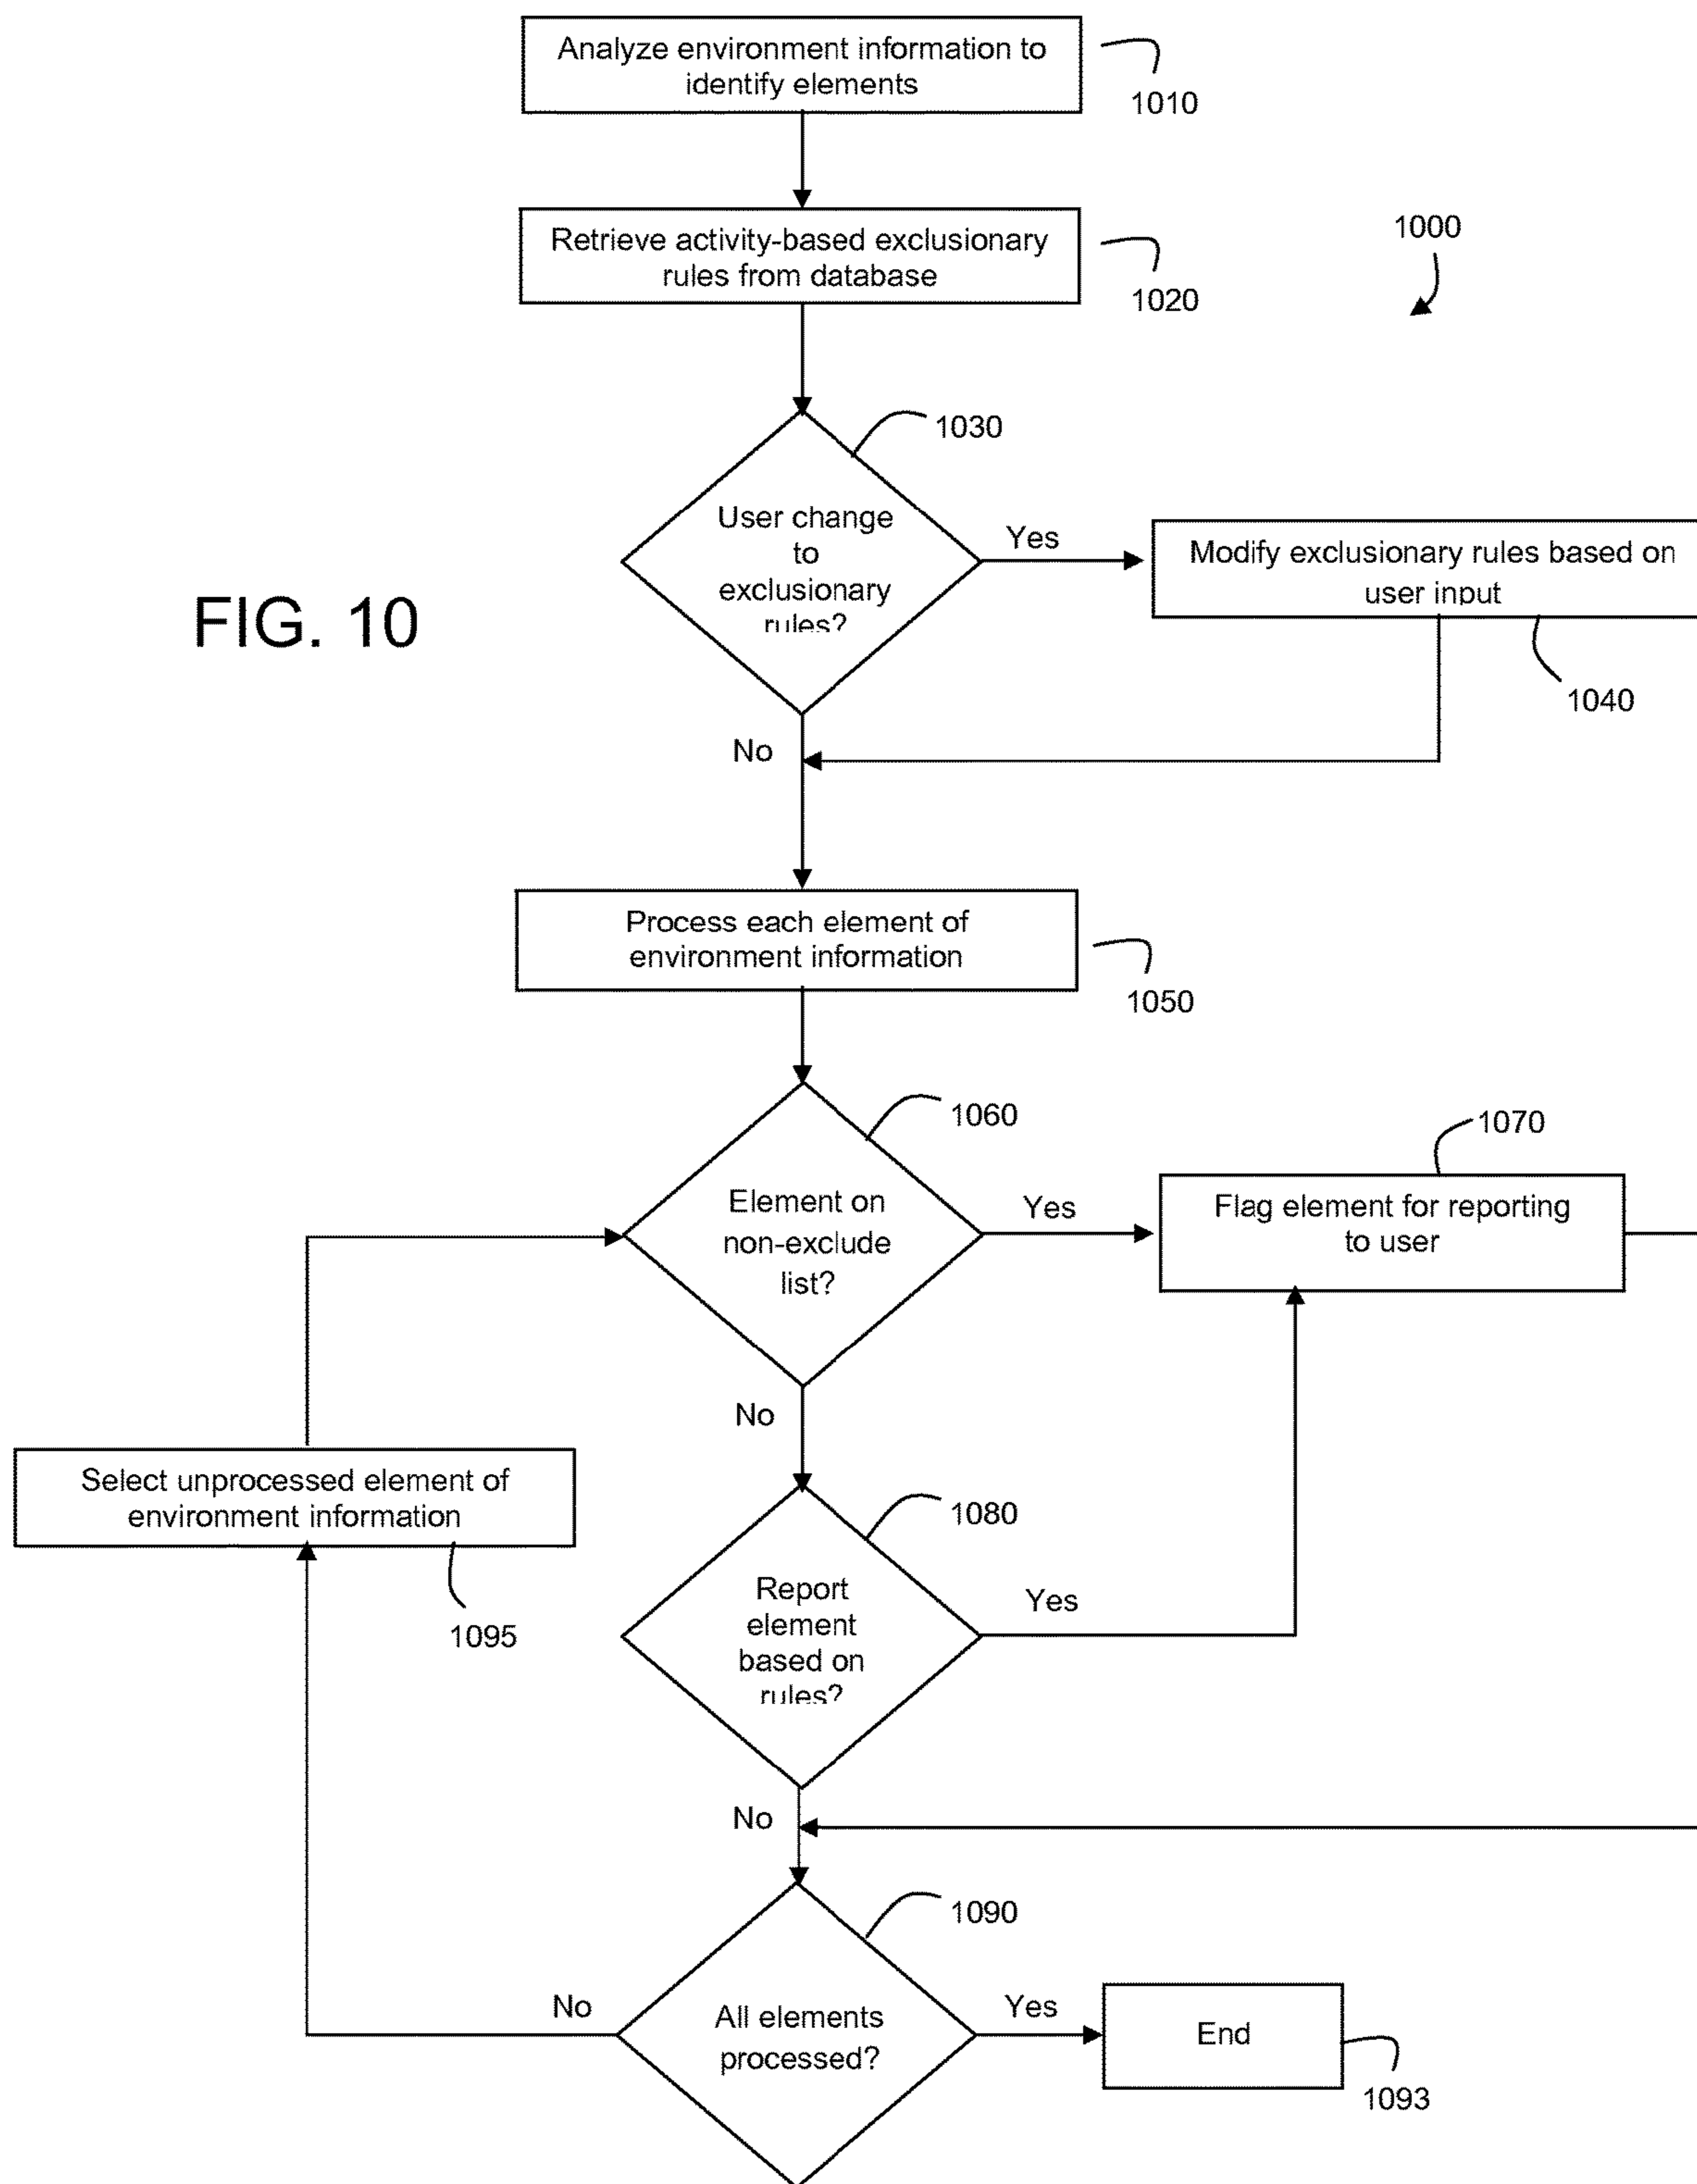 Analyze environment information to
identify elements
1010
Retrieve activity-based exclusionary
rules from database
1020
1000
1030
User change
to
exclusionary
rules?
Yes
Modify exclusionary rules based on
user input
1040
FIG. 10
No
Process each element of
environment information
1050
1060
Element on
non-exclude
list?
Yes
1070
Flag element for reporting
to user
No
Select unprocessed element of
environment information
1095
1080
Report
element
based on
rules?
Yes
No
1090
All elements
processed?
No
Yes
End
1093